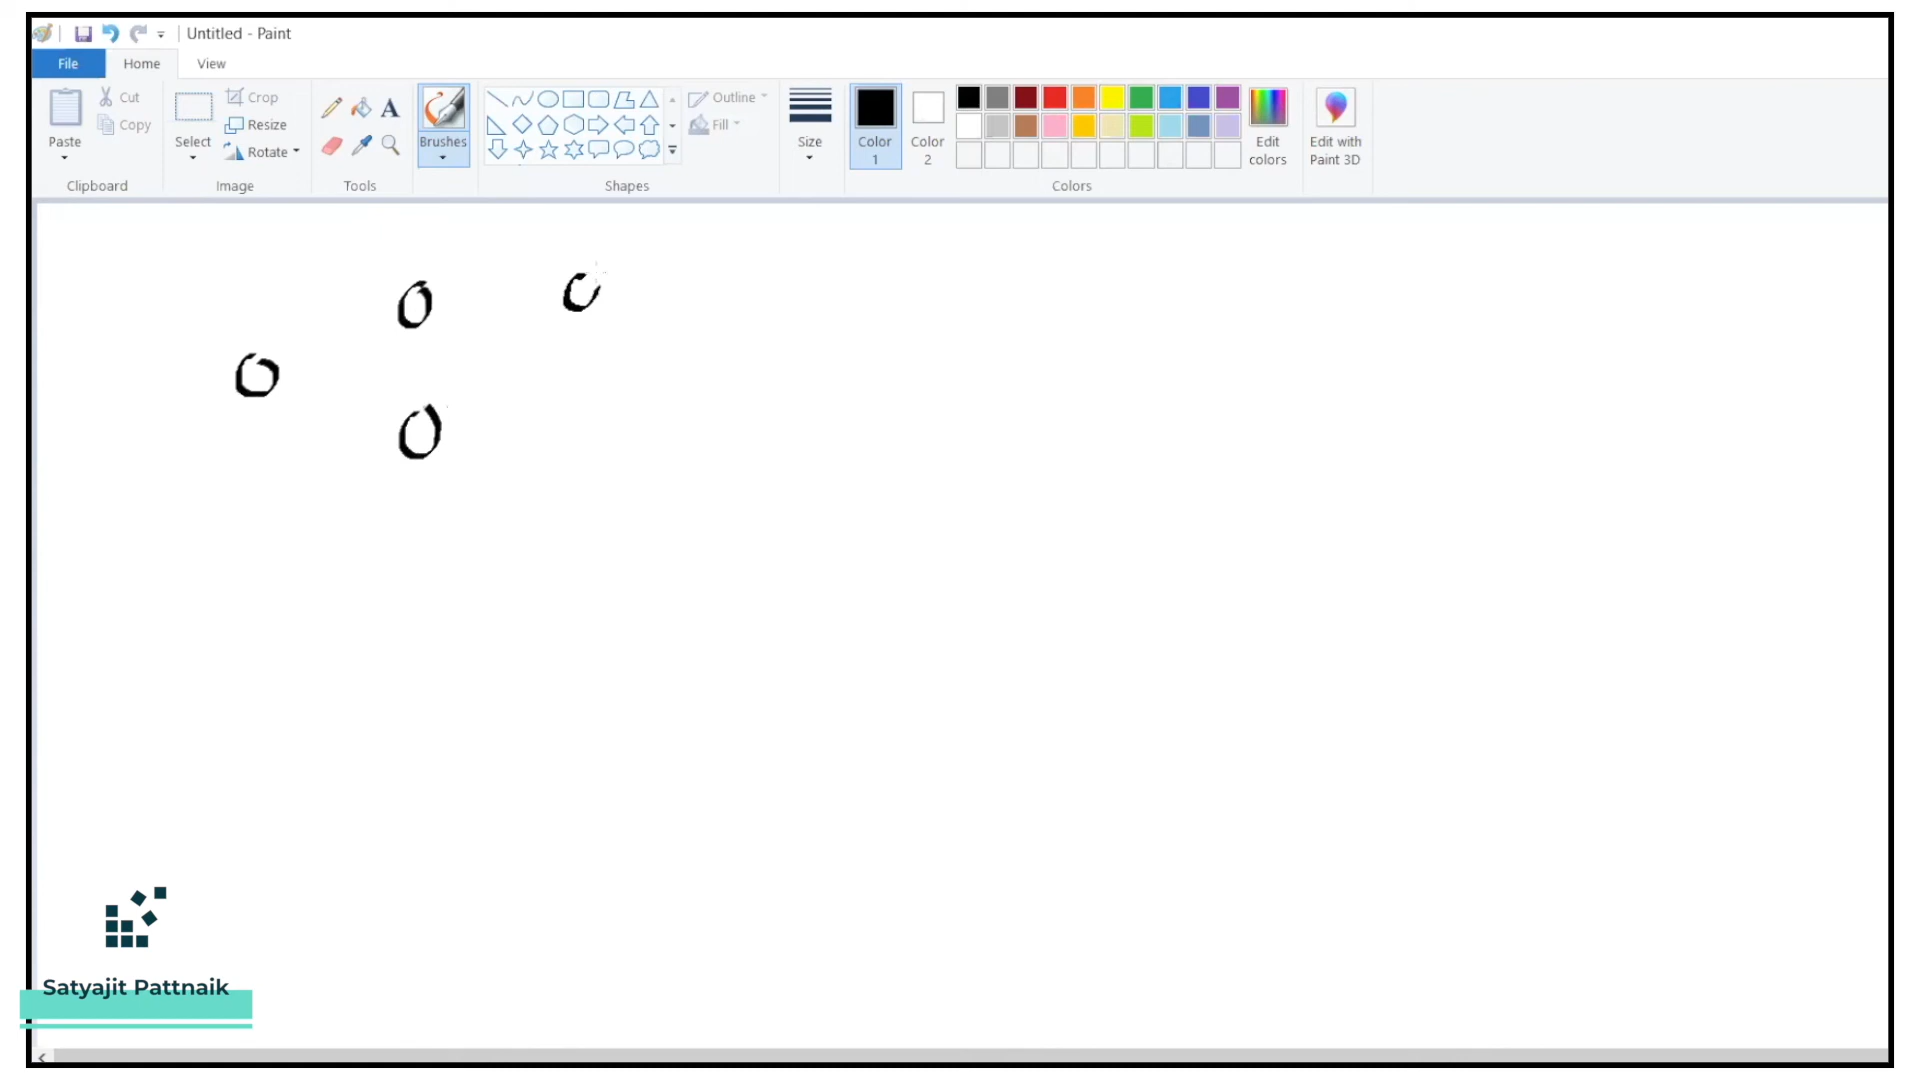 Untitled - Paint
File Home View
Paste
Cut
Copy
Clipboard
Select
Crop
Resize
Rotate
Image
Tools
Brushes
Shapes
Outline
Fill
Size
Color 1
Color 2
Colors
Edit colors
Edit with Paint 3D
Satyajit Pattnaik